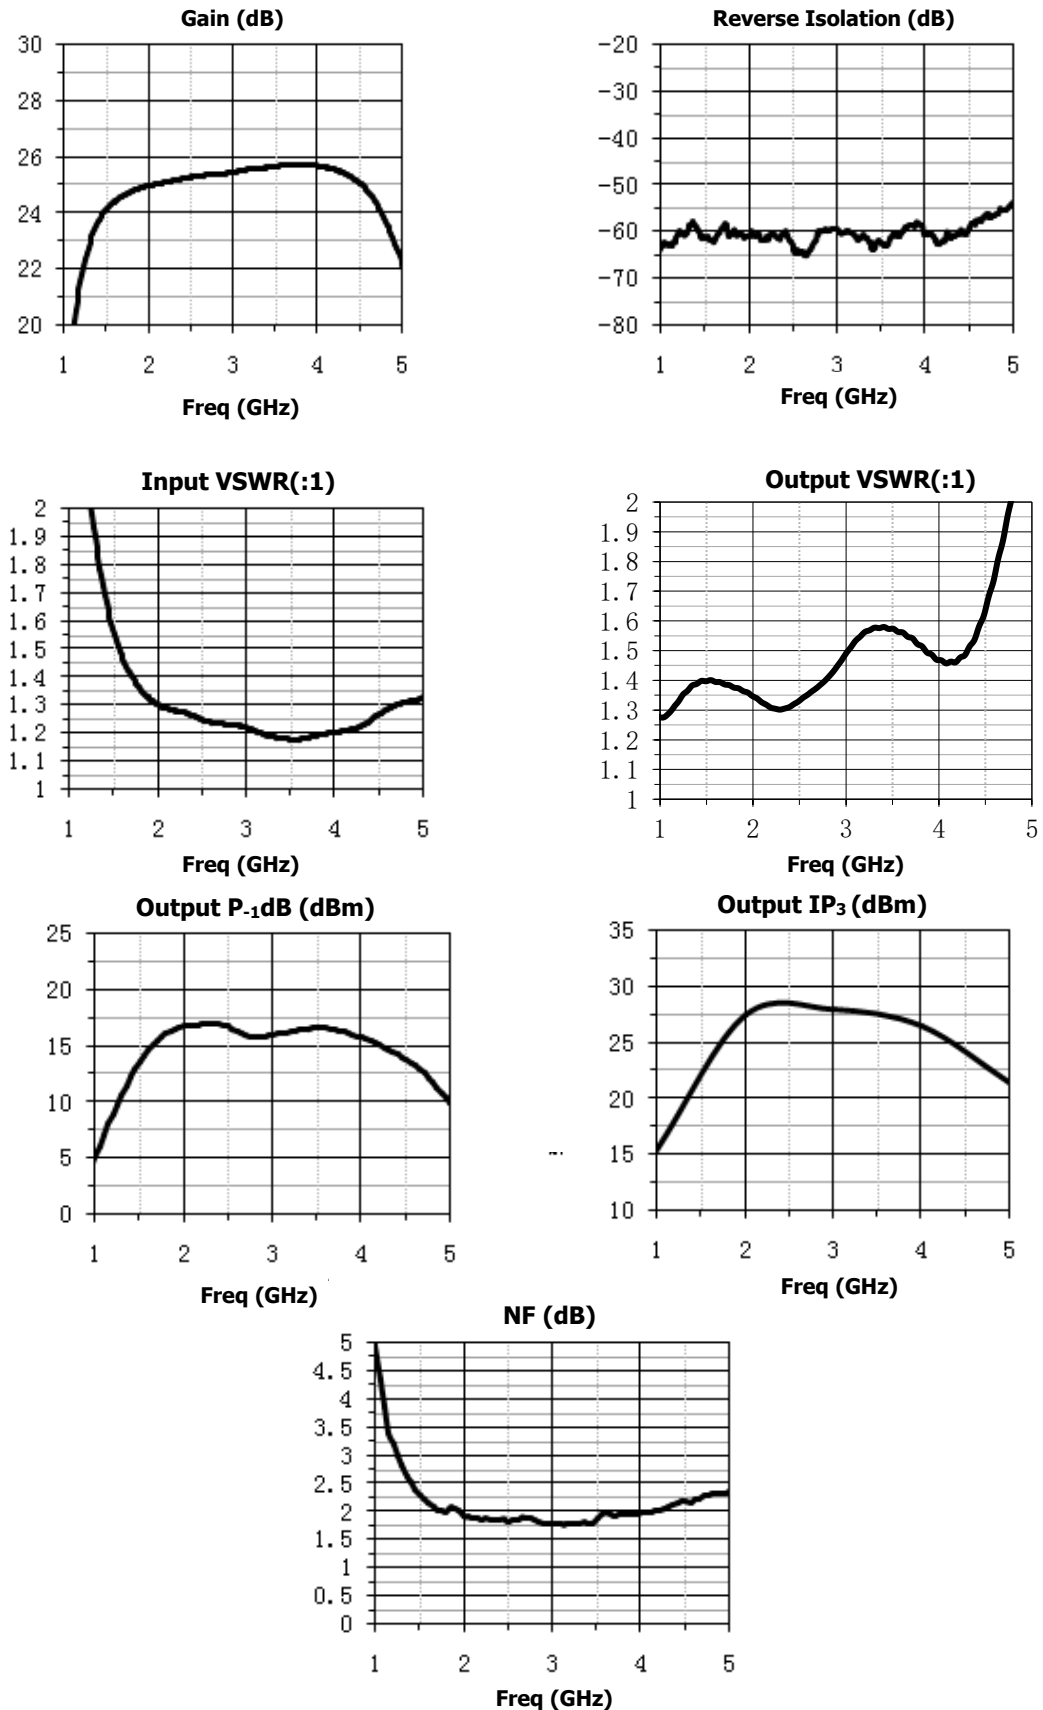 Gain (dB)
30
28
26
24
22
20
1 2 3 4 5
Freq (GHz)
Reverse Isolation (dB)
-20
-30
-40
-50
-60
-70
-80
1 2 3 4 5
Freq (GHz)
Input VSWR(:1)
2
1.9
1.8
1.7
1.6
1.5
1.4
1.3
1.2
1.1
1
1 2 3 4 5
Freq (GHz)
Output VSWR(:1)
2
1.9
1.8
1.7
1.6
1.5
1.4
1.3
1.2
1.1
1
1 2 3 4 5
Freq (GHz)
Output P-1dB (dBm)
25
20
15
10
5
0
1 2 3 4 5
Freq (GHz)
Output IP3 (dBm)
35
30
25
20
15
10
1 2 3 4 5
Freq (GHz)
NF (dB)
5
4.5
4
3.5
3
2.5
2
1.5
1
0.5
0
1 2 3 4 5
Freq (GHz)